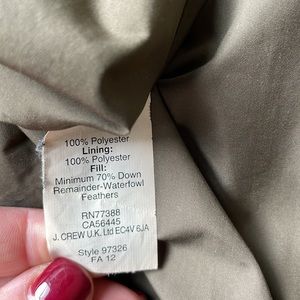 100% Polyester
Lining:
100% Polyester
Fill:
Minimum 70% Down
Remainder-Waterfowl
Feathers
RN77388
CA56445
J. CREW U.K. Ltd EC4V 6JA
Style 97326
FA 12